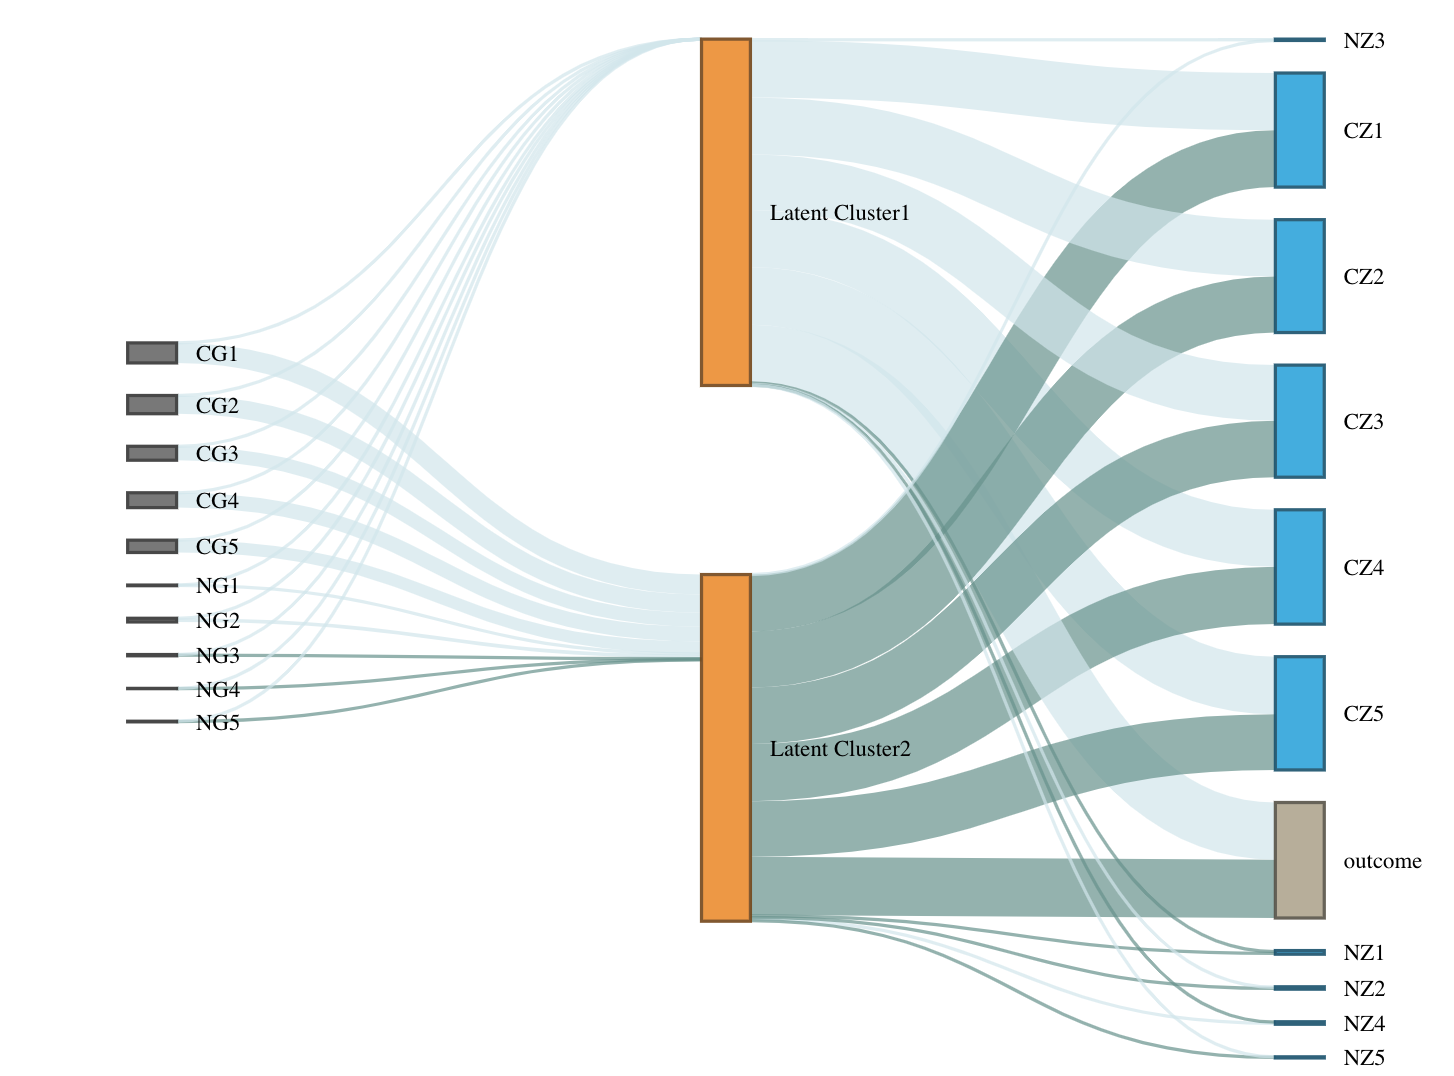 CG1
CG2
CG3
CG4
CG5
NG1
NG2
NG3
NG4
NG5
Latent Cluster1
Latent Cluster2
NZ3
CZ1
CZ2
CZ3
CZ4
CZ5
outcome
NZ1
NZ2
NZ4
NZ5